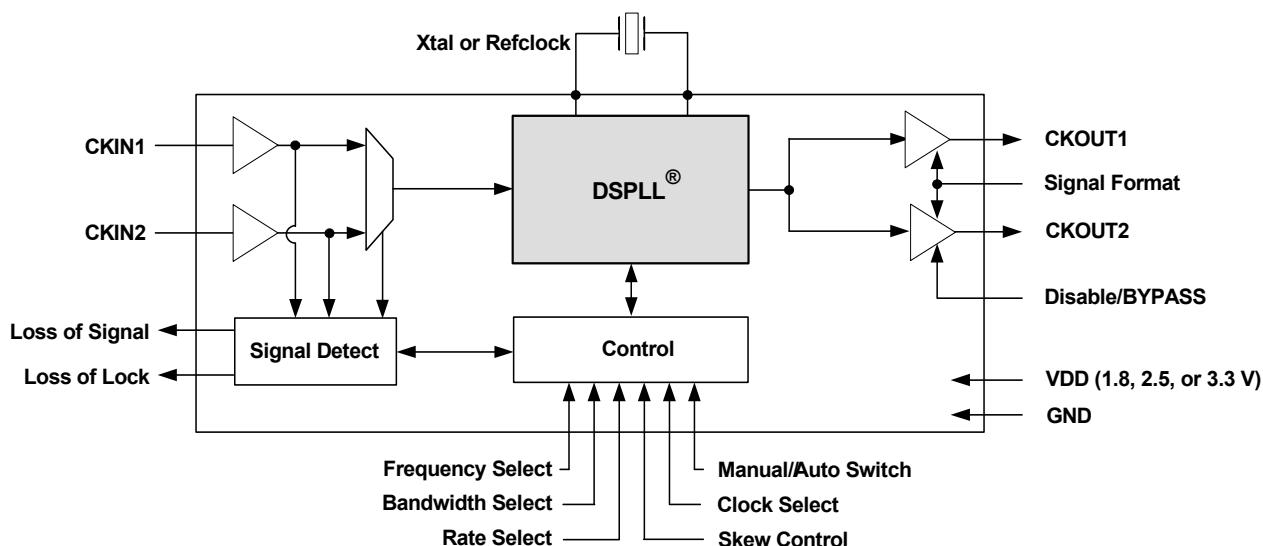 Xtal or Refclock
CKIN1
CKIN2
DSPLL®
CKOUT1
Signal Format
CKOUT2
Disable/BYPASS
Loss of Signal
Loss of Lock
Signal Detect
Control
VDD (1.8, 2.5, or 3.3 V)
GND
Frequency Select
Bandwidth Select
Rate Select
Manual/Auto Switch
Clock Select
Skew Control